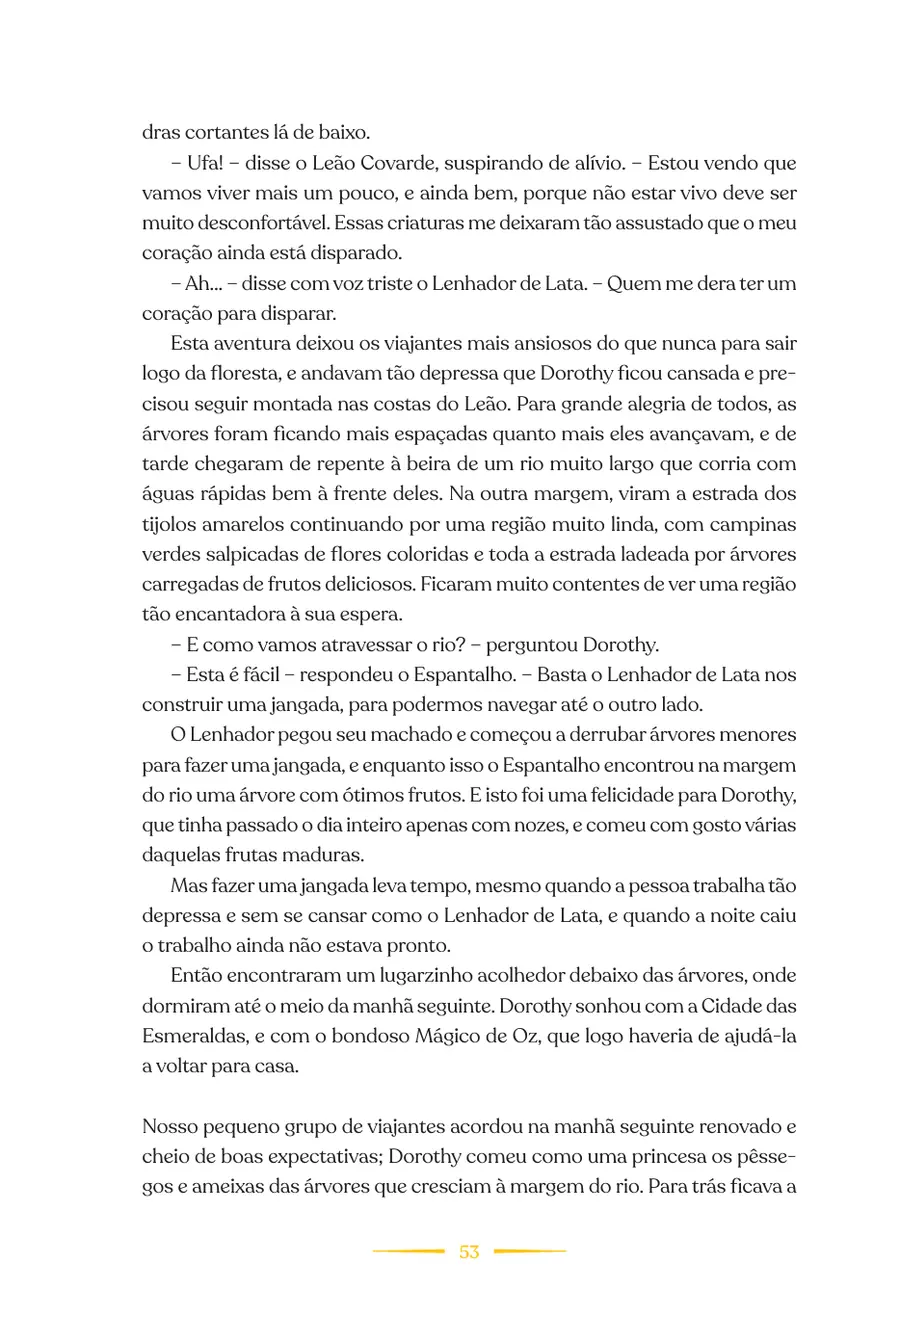 dras cortantes lá de baixo.
– Ufa! – disse o Leão Covarde, suspirando de alívio. – Estou vendo que
vamos viver mais um pouco, e ainda bem, porque não estar vivo deve ser
muito desconfortável. Essas criaturas me deixaram tão assustado que o meu
coração ainda está disparado.
– Ah... – disse com voz triste o Lenhador de Lata. – Quem me dera ter um
coração para disparar.
Esta aventura deixou os viajantes mais ansiosos do que nunca para sair
logo da floresta, e andavam tão depressa que Dorothy ficou cansada e pre-
cisou seguir montada nas costas do Leão. Para grande alegria de todos, as
árvores foram ficando mais espaçadas quanto mais eles avançavam, e de
tarde chegaram de repente à beira de um rio muito largo que corria com
águas rápidas bem à frente deles. Na outra margem, viram a estrada dos
tijolos amarelos continuando por uma região muito linda, com campinas
verdes salpicadas de flores coloridas e toda a estrada ladeada por árvores
carregadas de frutos deliciosos. Ficaram muito contentes de ver uma região
tão encantadora à sua espera.
– E como vamos atravessar o rio? – perguntou Dorothy.
– Esta é fácil – respondeu o Espantalho. – Basta o Lenhador de Lata nos
construir uma jangada, para podermos navegar até o outro lado.
O Lenhador pegou seu machado e começou a derrubar árvores menores
para fazer uma jangada, e enquanto isso o Espantalho encontrou na margem
do rio uma árvore com ótimos frutos. E isto foi uma felicidade para Dorothy,
que tinha passado o dia inteiro apenas com nozes, e comeu com gosto várias
daquelas frutas maduras.
Mas fazer uma jangada leva tempo, mesmo quando a pessoa trabalha tão
depressa e sem se cansar como o Lenhador de Lata, e quando a noite caiu
o trabalho ainda não estava pronto.
Então encontraram um lugarzinho acolhedor debaixo das árvores, onde
dormiram até o meio da manhã seguinte. Dorothy sonhou com a Cidade das
Esmeraldas, e com o bondoso Mágico de Oz, que logo haveria de ajudá-la
a voltar para casa.
Nosso pequeno grupo de viajantes acordou na manhã seguinte renovado e
cheio de boas expectativas; Dorothy comeu como uma princesa os pêsse-
gos e ameixas das árvores que cresciam à margem do rio. Para trás ficava a
53